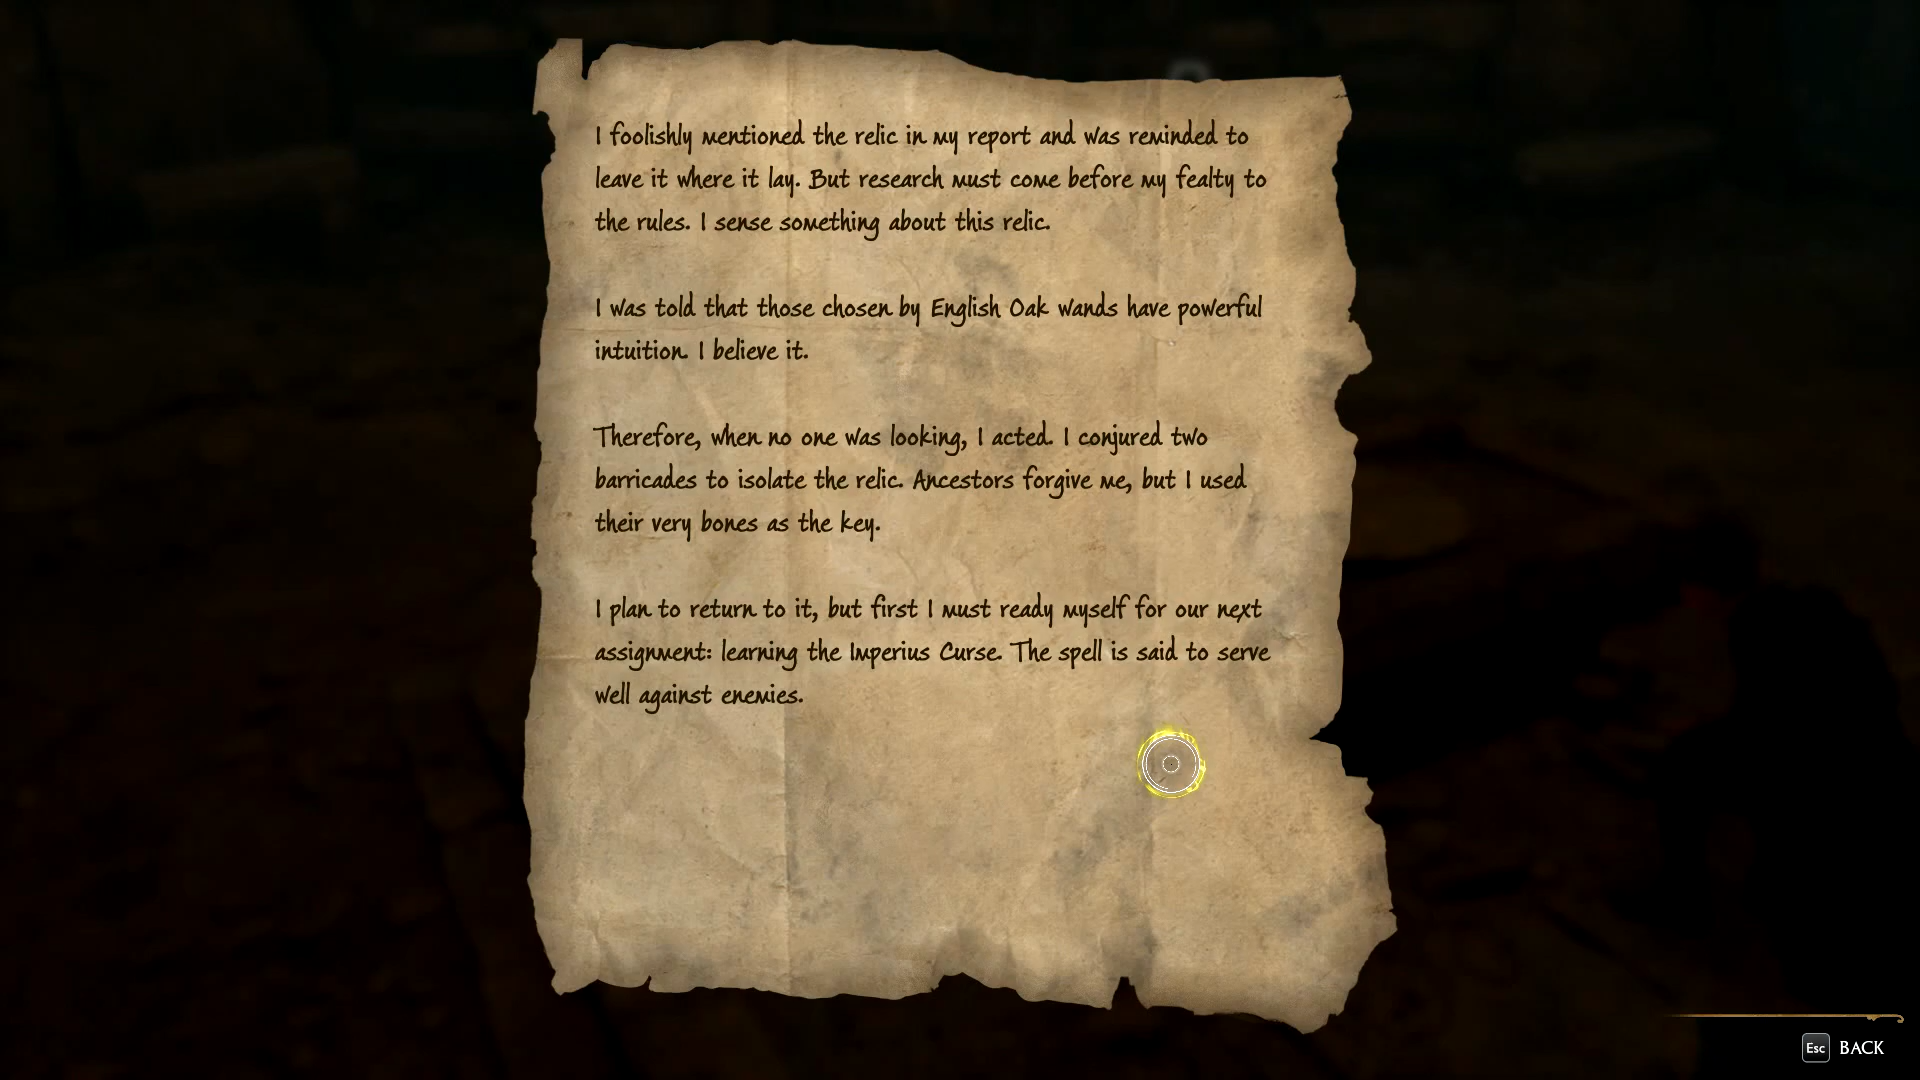 I foolishly mentioned the relic in my report and was reminded to
leave it where it lay. But research must come before my fealty to
the rules. I sense something about this relic.
I was told that those chosen by English Oak wands have powerful
intuition. I believe it.
Therefore, when no one was looking, I acted. I conjured two
barricades to isolate the relic. Ancestors forgive me, but I used
their very bones as the key.
I plan to return to it, but first I must ready myself for our next
assignment: learning the Imperius Curse. The spell is said to serve
well against enemies.
Esc BACK